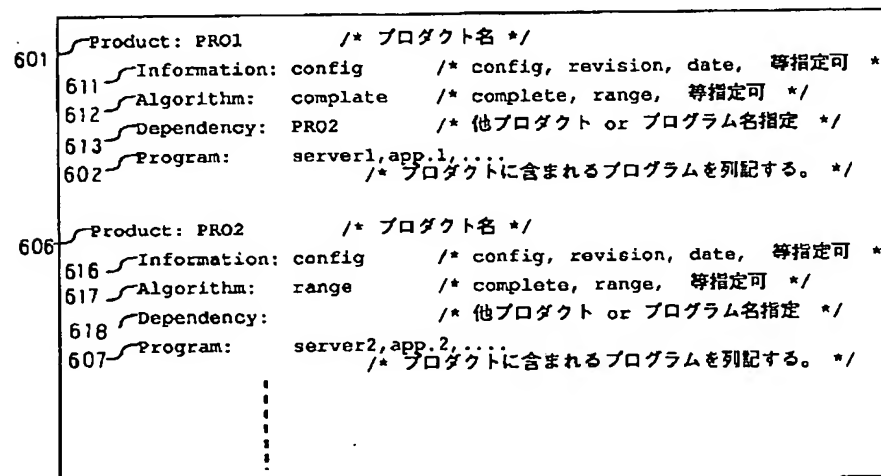 601 Product: PRO1 /* プロダクト名 */
611 Information: config /* config, revision, date, 等指定可 *
612 Algorithm: complate /* complete, range, 等指定可 */
613 Dependency: PRO2 /* 他プロダクト or プログラム名指定 */
602 Program: server1,app.1,....
/* プロダクトに含まれるプログラムを列記する。 */
606 Product: PRO2 /* プロダクト名 */
616 Information: config /* config, revision, date, 等指定可 *
617 Algorithm: range /* complete, range, 等指定可 */
618 Dependency: /* 他プロダクト or プログラム名指定 */
607 Program: server2,app.2,....
/* プロダクトに含まれるプログラムを列記する。 */